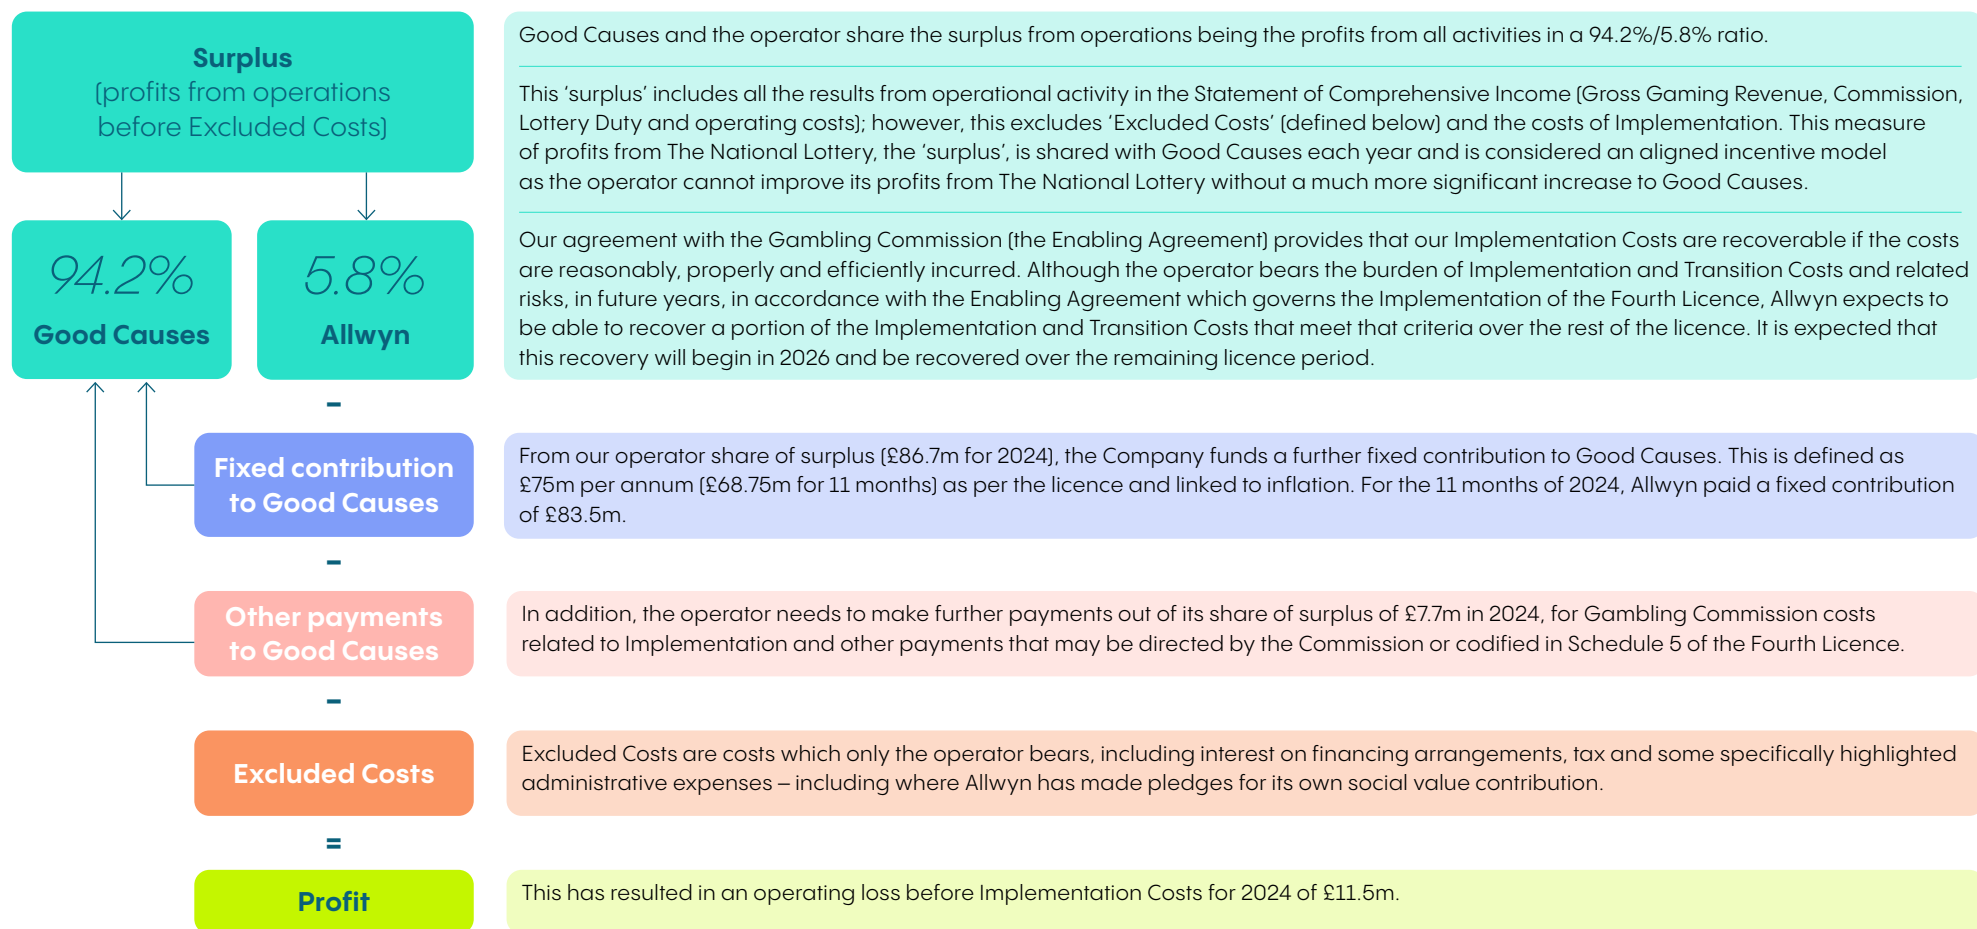 Surplus
(profits from operations
before Excluded Costs)
Good Causes and the operator share the surplus from operations being the profits from all activities in a 94.2%/5.8% ratio.
This ‘surplus’ includes all the results from operational activity in the Statement of Comprehensive Income (Gross Gaming Revenue, Commission,
Lottery Duty and operating costs); however, this excludes ‘Excluded Costs’ (defined below) and the costs of Implementation. This measure
of profits from The National Lottery, the ‘surplus’, is shared with Good Causes each year and is considered an aligned incentive model
as the operator cannot improve its profits from The National Lottery without a much more significant increase to Good Causes.
94.2%
Good Causes
5.8%
Allwyn
Our agreement with the Gambling Commission (the Enabling Agreement) provides that our Implementation Costs are recoverable if the costs
are reasonably, properly and efficiently incurred. Although the operator bears the burden of Implementation and Transition Costs and related
risks, in future years, in accordance with the Enabling Agreement which governs the Implementation of the Fourth Licence, Allwyn expects to
be able to recover a portion of the Implementation and Transition Costs that meet that criteria over the rest of the licence. It is expected that
this recovery will begin in 2026 and be recovered over the remaining licence period.
-
Fixed contribution
to Good Causes
From our operator share of surplus (£86.7m for 2024), the Company funds a further fixed contribution to Good Causes. This is defined as
£75m per annum (£68.75m for 11 months) as per the licence and linked to inflation. For the 11 months of 2024, Allwyn paid a fixed contribution
of £83.5m.
-
Other payments
to Good Causes
In addition, the operator needs to make further payments out of its share of surplus of £7.7m in 2024, for Gambling Commission costs
related to Implementation and other payments that may be directed by the Commission or codified in Schedule 5 of the Fourth Licence.
-
Excluded Costs
Excluded Costs are costs which only the operator bears, including interest on financing arrangements, tax and some specifically highlighted
administrative expenses – including where Allwyn has made pledges for its own social value contribution.
=
Profit
This has resulted in an operating loss before Implementation Costs for 2024 of £11.5m.